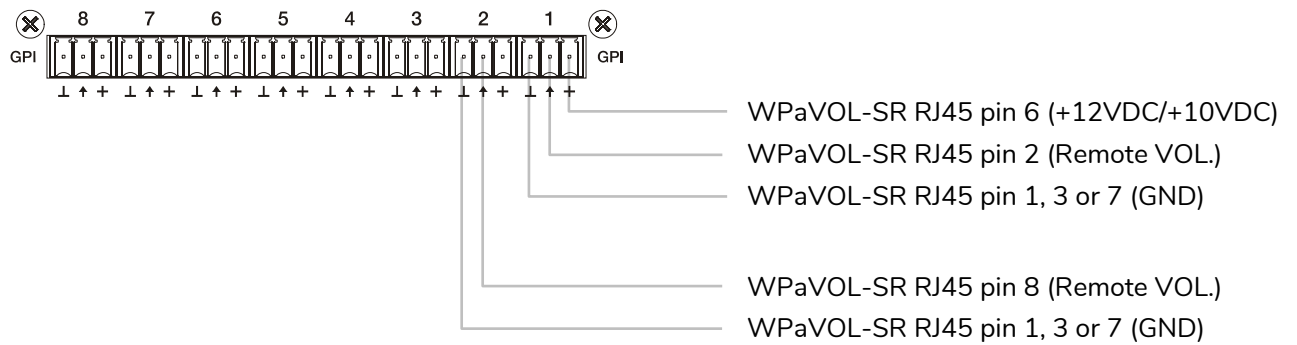 8 7 6 5 4 3 2 1
GPI GPI
⊥ ↑ + ⊥ ↑ + ⊥ ↑ + ⊥ ↑ + ⊥ ↑ + ⊥ ↑ + ⊥ ↑ + ⊥ ↑ +
WPaVOL-SR RJ45 pin 6 (+12VDC/+10VDC)
WPaVOL-SR RJ45 pin 2 (Remote VOL.)
WPaVOL-SR RJ45 pin 1, 3 or 7 (GND)
WPaVOL-SR RJ45 pin 8 (Remote VOL.)
WPaVOL-SR RJ45 pin 1, 3 or 7 (GND)